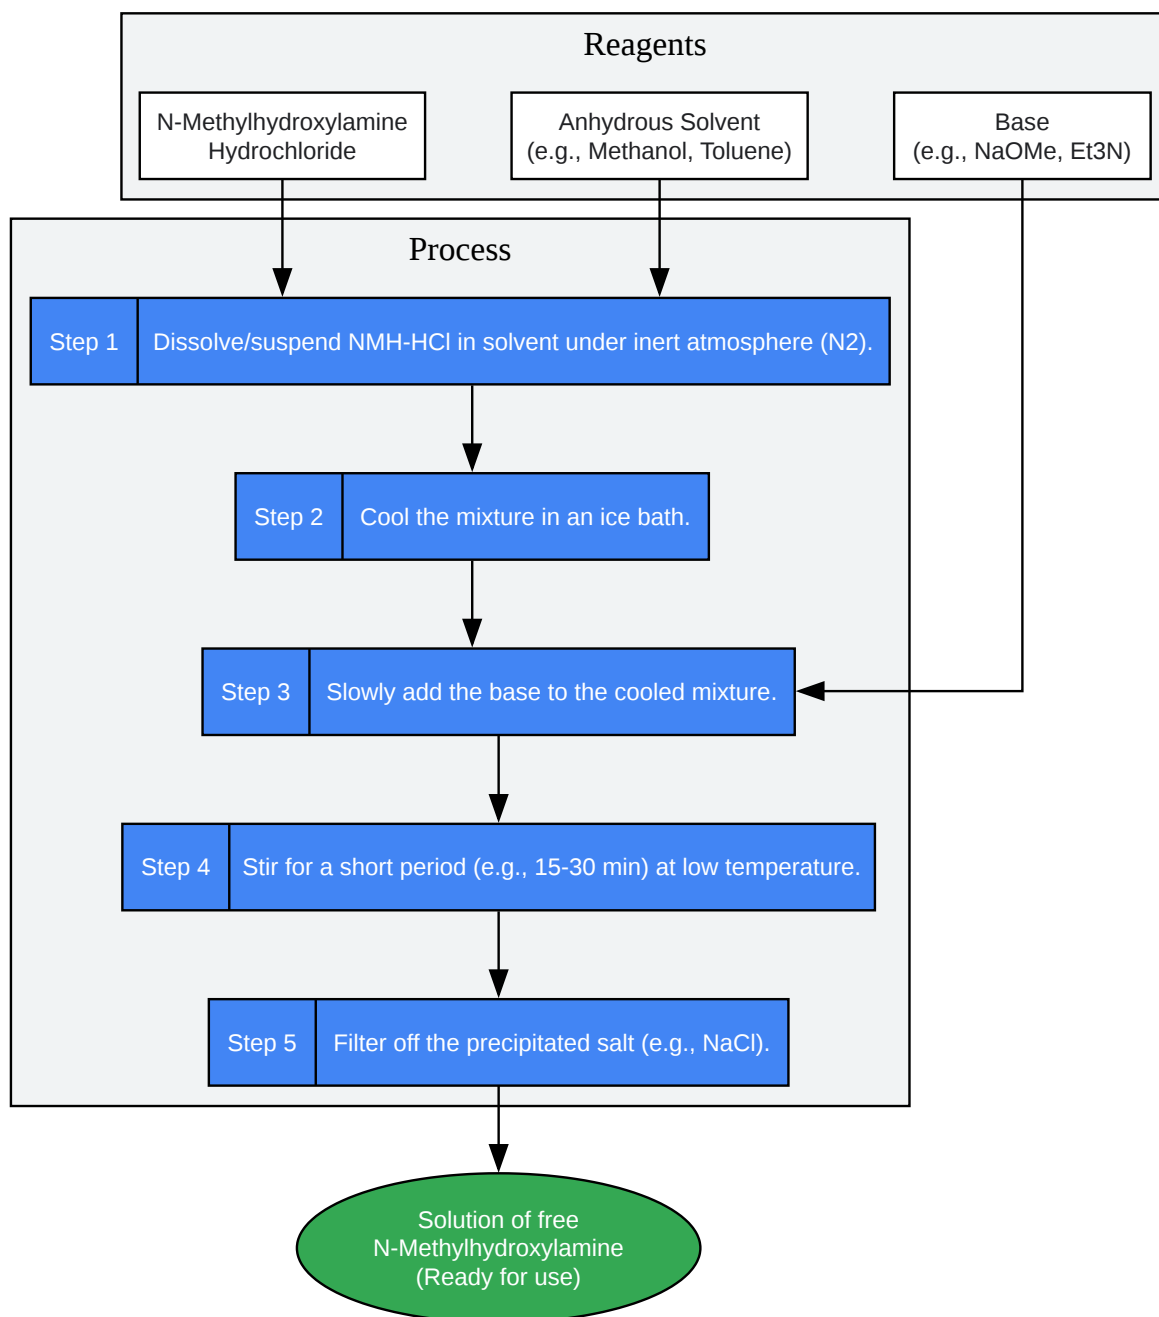 Reagents
N-Methylhydroxylamine
Hydrochloride
Anhydrous Solvent
(e.g., Methanol, Toluene)
Base
(e.g., NaOMe, Et3N)
Process
Step 1
Dissolve/suspend NMH-HCl in solvent under inert atmosphere (N2).
Step 2
Cool the mixture in an ice bath.
Step 3
Slowly add the base to the cooled mixture.
Step 4
Stir for a short period (e.g., 15-30 min) at low temperature.
Step 5
Filter off the precipitated salt (e.g., NaCl).
Solution of free
N-Methylhydroxylamine
(Ready for use)